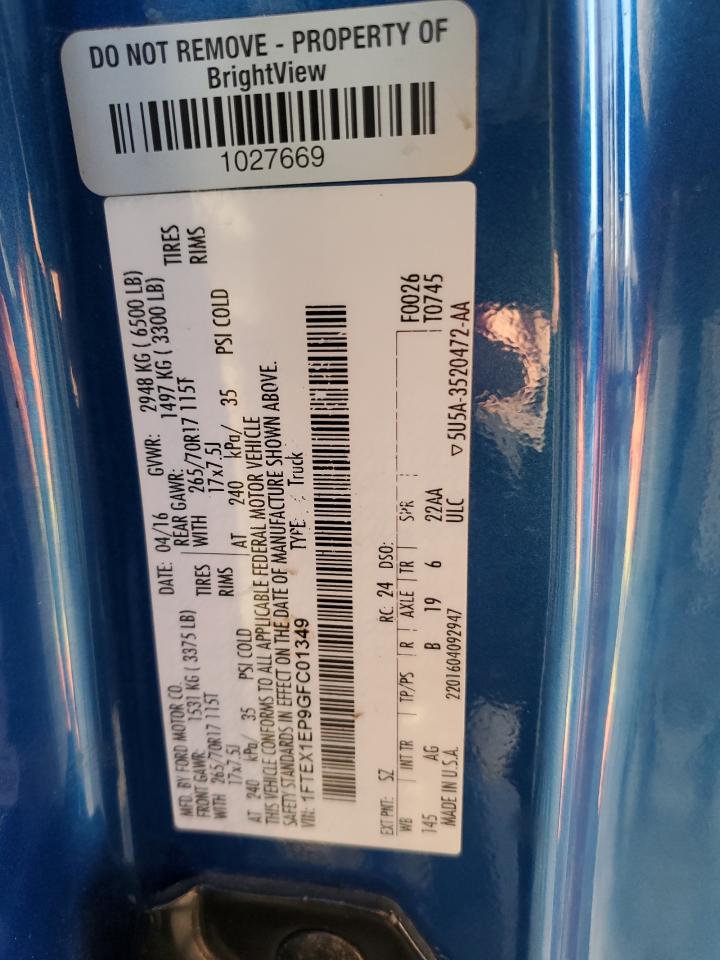 DO NOT REMOVE - PROPERTY OF
BrightView
1027669
MFD. BY FORD MOTOR CO.
DATE: 04/16 GVWR: 2948 KG ( 6500 LB)
FRONT GAWR: 1531 KG ( 3375 LB) REAR GAWR: 1497 KG ( 3300 LB)
WITH 265/70R17 115T TIRES WITH 265/70R17 115T TIRES
17x7.5J RIMS 17x7.5J RIMS
AT 240 kPa/ 35 PSI COLD AT 240 kPa/ 35 PSI COLD
THIS VEHICLE CONFORMS TO ALL APPLICABLE FEDERAL MOTOR VEHICLE
SAFETY STANDARDS IN EFFECT ON THE DATE OF MANUFACTURE SHOWN ABOVE.
VIN: 1FTEX1EP9GFC01349 TYPE: Truck
F0026
T0745
EXT PNT: SZ RC: 24 DSO:
WB INT TR TP/PS R AXLE TR SPR
145 AG B 19 6 22AA
ULC
MADE IN U.S.A. 2201604092947 ▽5U5A-3520472-AA